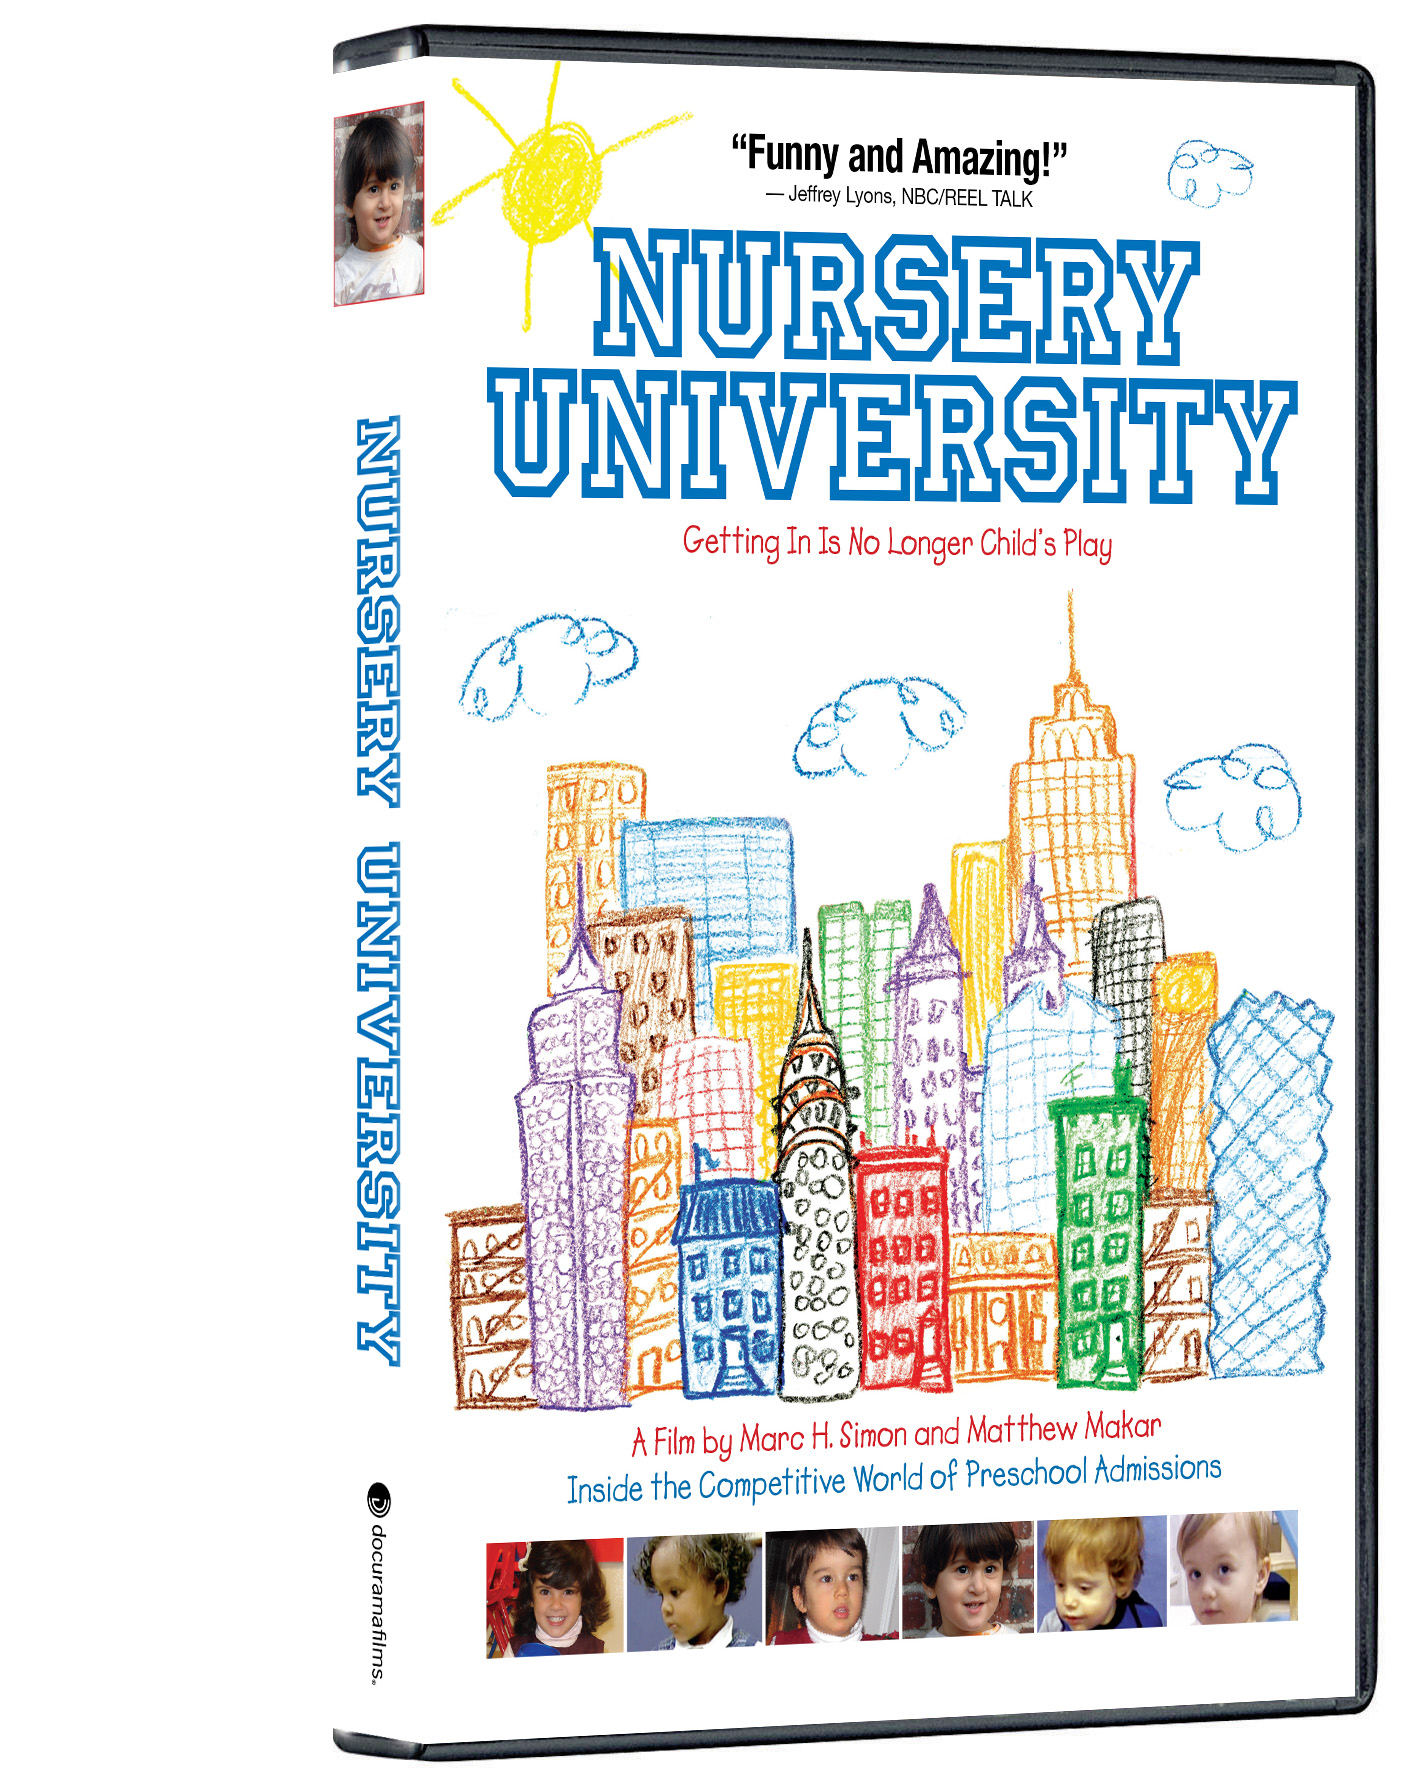 “Funny and Amazing!”
— Jeffrey Lyons, NBC/REEL TALK
NURSERY
UNIVERSITY
Getting In Is No Longer Child's Play
A Film by Marc H. Simon and Matthew Makar
Inside the Competitive World of Preschool Admissions
NURSERY UNIVERSITY
docuramafilms®